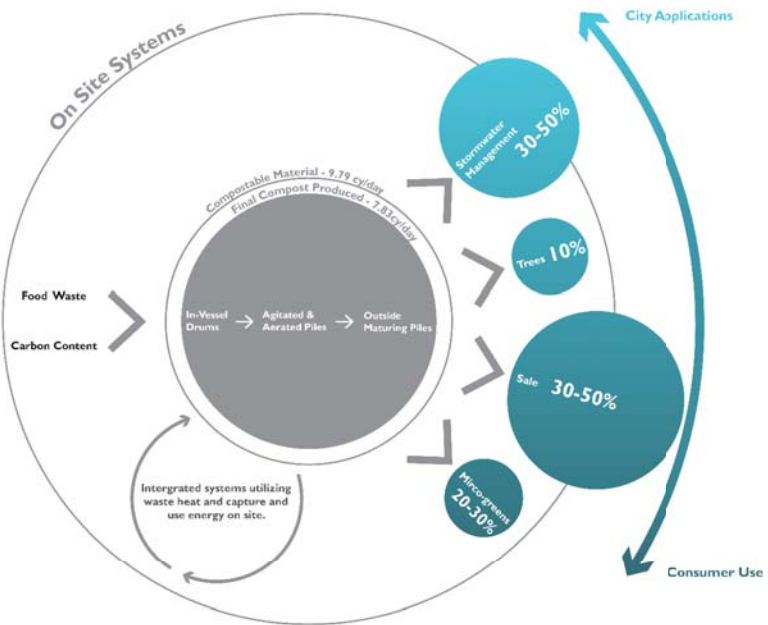 City Applications
On Site Systems
Stormwater
Management
30-50%
Compostable Material - 9.79 cy/day
Final Compost Produced - 7.83cy/day
Trees 10%
Food Waste
Carbon Content
In-Vessel
Drums
Agitated &
Aerated Piles
Outside
Maturing Piles
Sale 30-50%
Mirco-greens
20-30%
Intergrated systems utilizing
waste heat and capture and
use energy on site.
Consumer Use